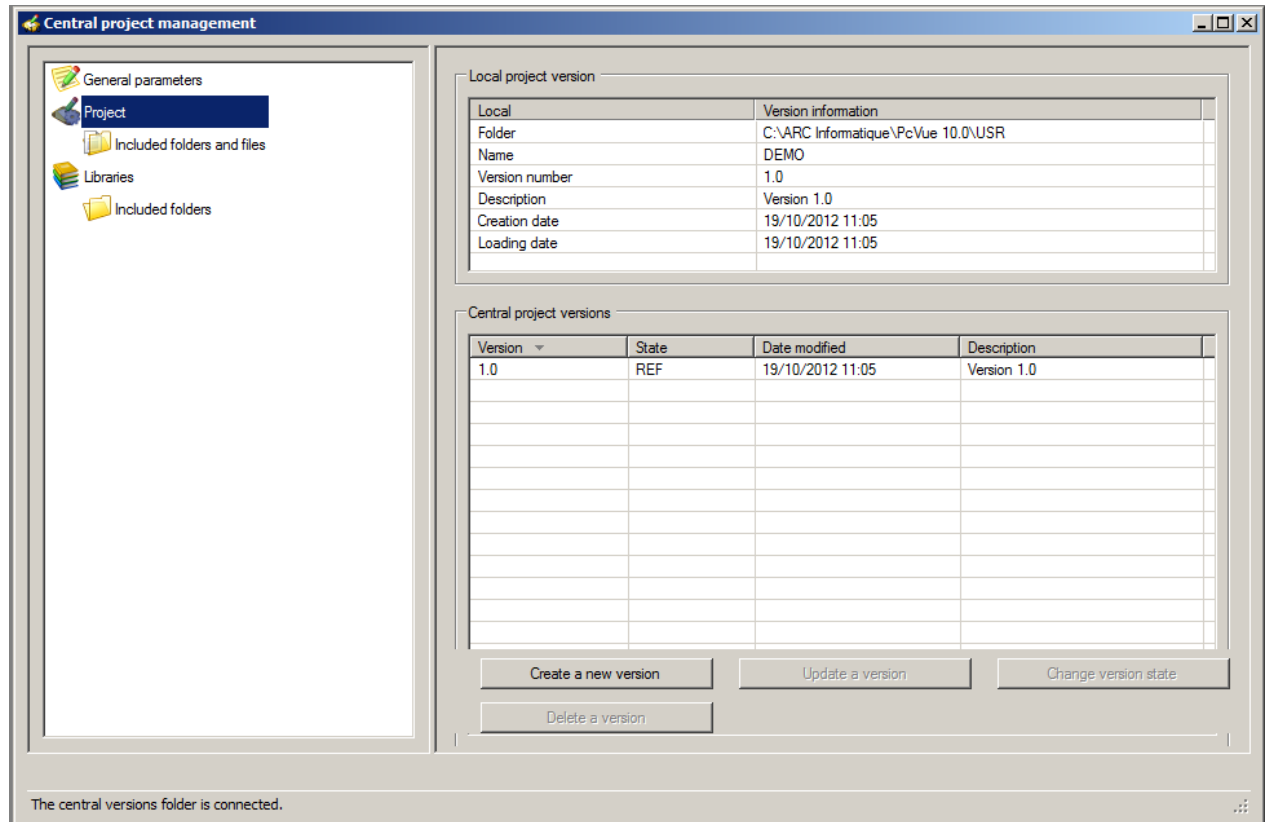 Central project management
General parameters
Project
Included folders and files
Libraries
Included folders
Local project version
Local Version information
Folder C:\ARC Informatique\PcVue 10.0\USR
Name DEMO
Version number 1.0
Description Version 1.0
Creation date 19/10/2012 11:05
Loading date 19/10/2012 11:05
Central project versions
Version State Date modified Description
1.0 REF 19/10/2012 11:05 Version 1.0
Create a new version Update a version Change version state
Delete a version
The central versions folder is connected.